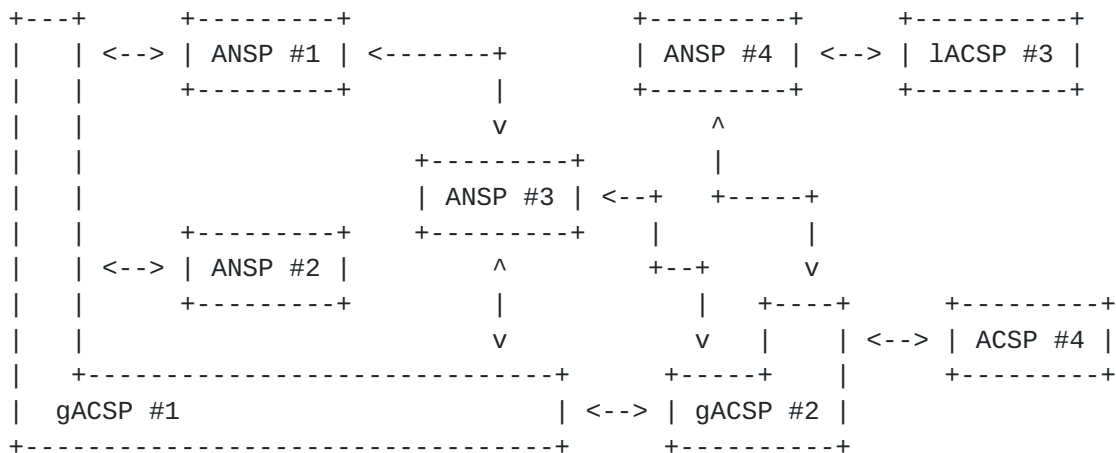 +---+      +---------+                  +---------+      +----------+
|   | <--> | ANSP #1 | <-------+        | ANSP #4 | <--> | lACSP #3 |
|   |      +---------+         |        +---------+      +----------+
|   |                          v             ^
|   |                     +---------+        |
|   |                     | ANSP #3 | <--+   +-----+
|   |      +---------+    +---------+    |         |
|   | <--> | ANSP #2 |         ^         +--+      v
|   |      +---------+         |            |   +----+      +---------+
|   |                          v            v   |    | <--> | ACSP #4 |
|   +------------------------------+      +-----+    |      +---------+
|  gACSP #1                        | <--> | gACSP #2 |
+----------------------------------+      +----------+